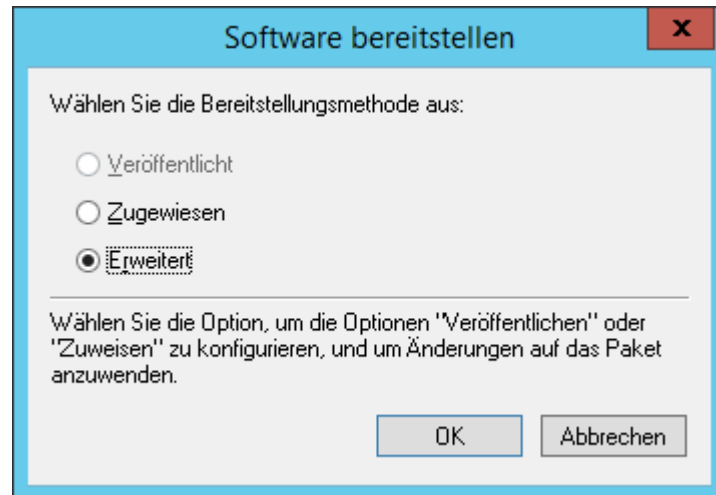 Software bereitstellen
x
Wählen Sie die Bereitstellungsmethode aus:
Veröffentlicht
Zugewiesen
Erweitert
Wählen Sie die Option, um die Optionen "Veröffentlichen" oder
"Zuweisen" zu konfigurieren, und um Änderungen auf das Paket
anzuwenden.
OK Abbrechen